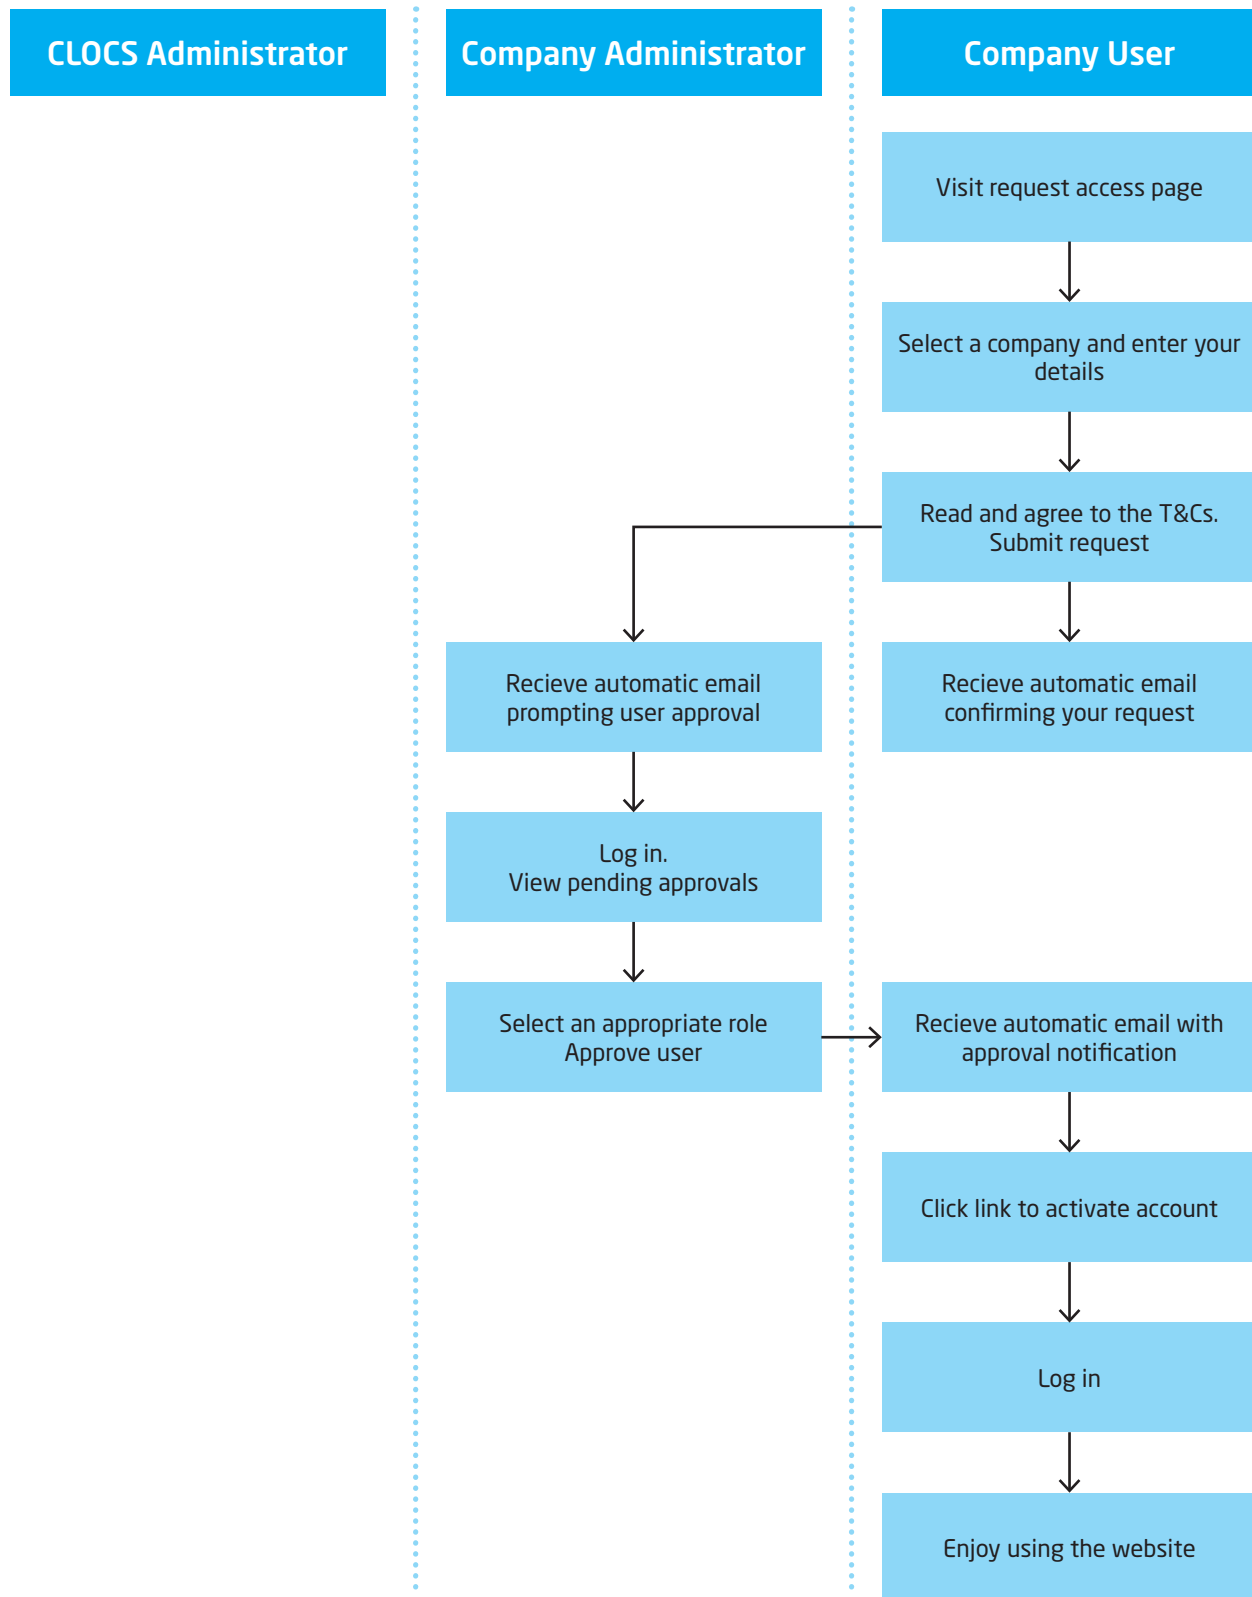 CLOCS Administrator
Company Administrator
Company User
Visit request access page
Select a company and enter your
details
Read and agree to the T&Cs.
Submit request
Recieve automatic email
prompting user approval
Recieve automatic email
confirming your request
Log in.
View pending approvals
Select an appropriate role
Approve user
Recieve automatic email with
approval notification
Click link to activate account
Log in
Enjoy using the website